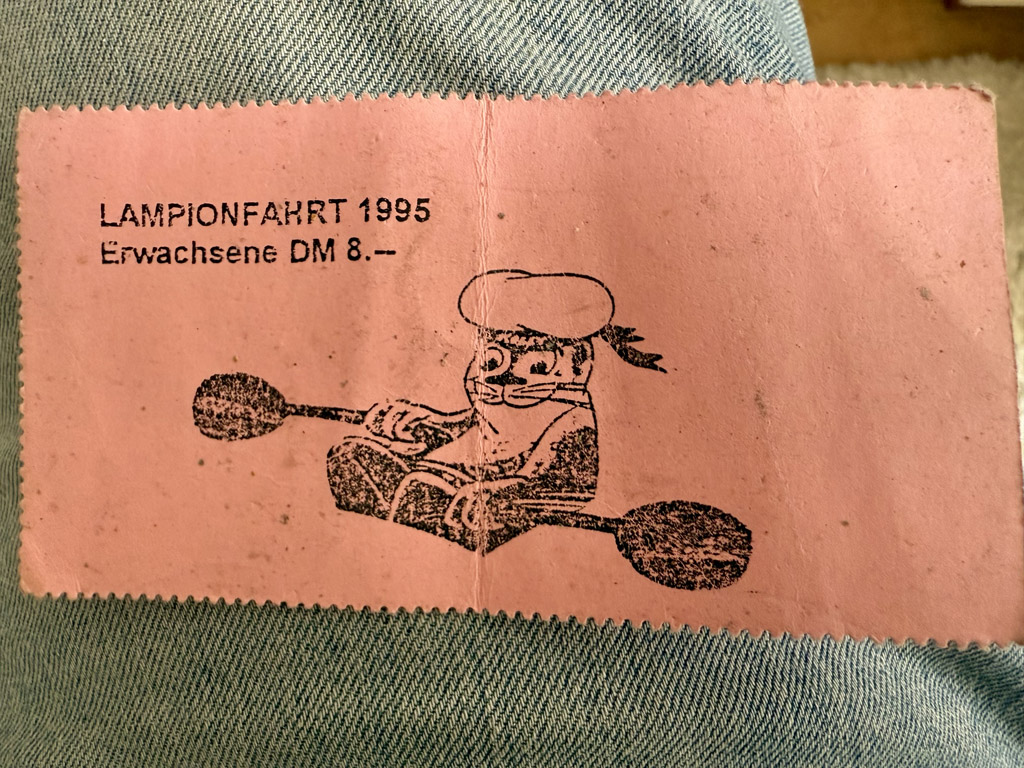 LAMPIONFAHRT 1995
Erwachsene DM 8.--